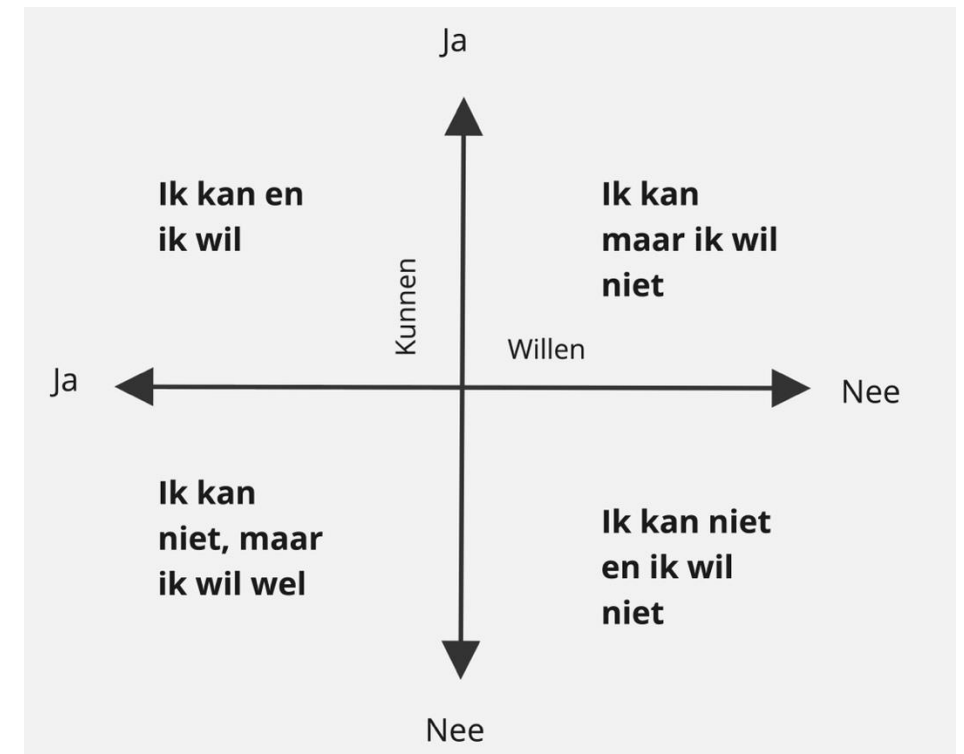 Ja
Ik kan en
ik wil
Ik kan
maar ik wil
niet
Kunnen
Willen
Ja
Nee
Ik kan
niet, maar
ik wil wel
Ik kan niet
en ik wil
niet
Nee